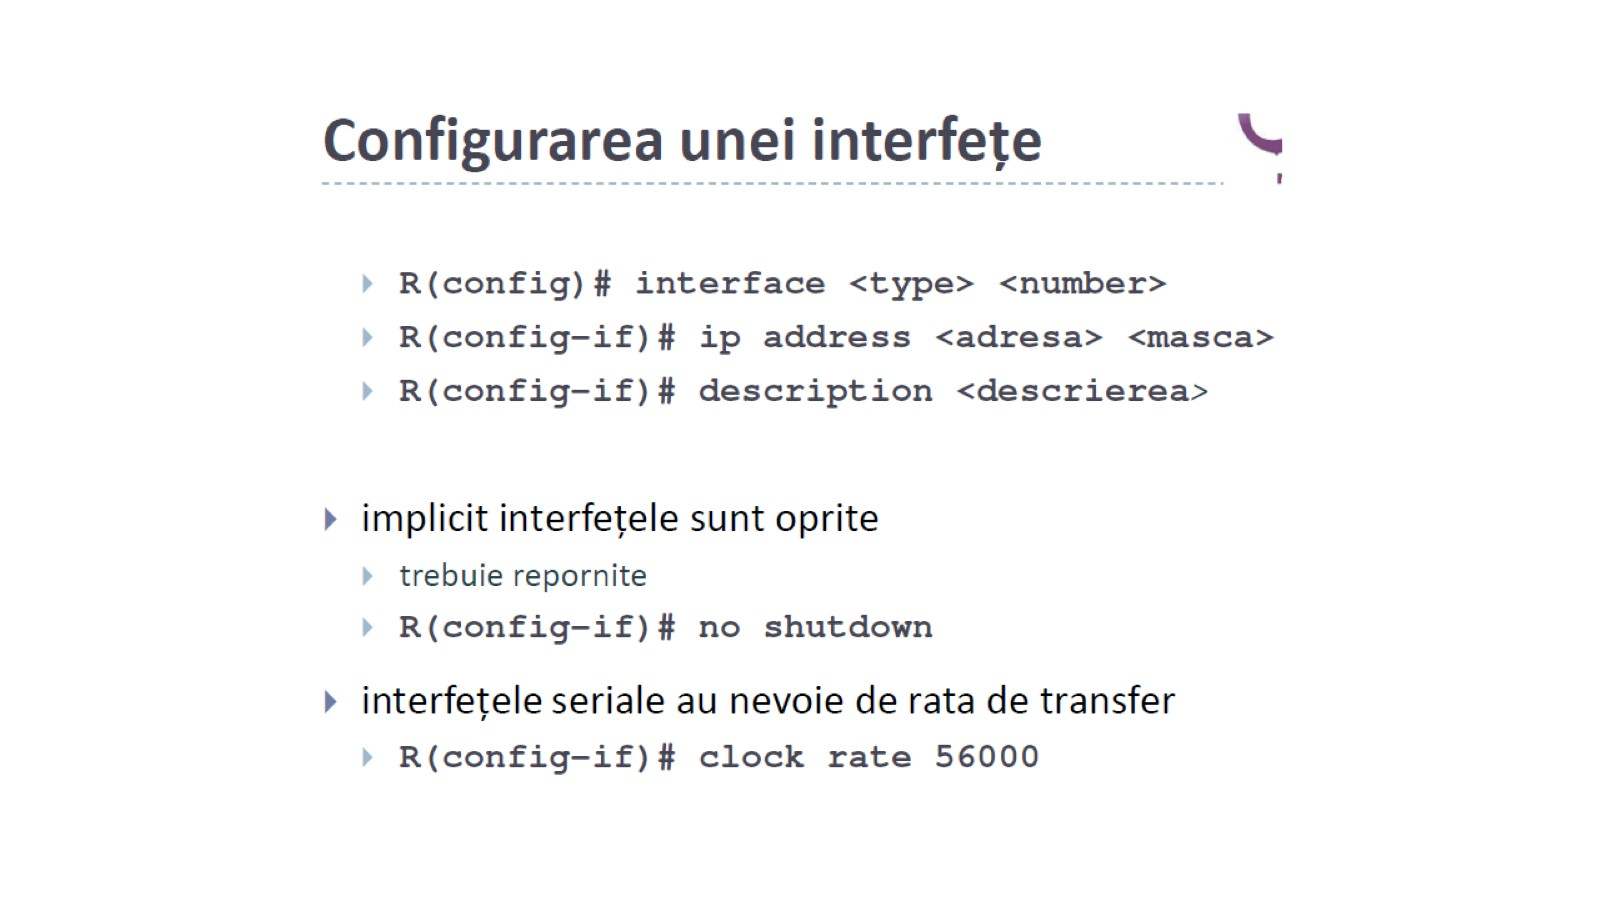 Configurarea unei interfețe
R(config)# interface <type> <number>
R(config-if)# ip address <adresa> <masca>
R(config-if)# description <descrierea>
implicit interfețele sunt oprite
trebuie repornite
R(config-if)# no shutdown
interfețele seriale au nevoie de rata de transfer
R(config-if)# clock rate 56000